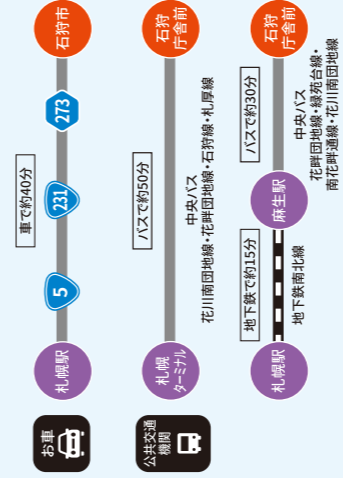 お車
札幌駅
5
231
273
石狩市
車で約40分
公共交通
機関
札幌
ターミナル
石狩
庁舎前
バスで約50分
中央バス
花川南団地線・花畔団地線・石狩線・札厚線
札幌駅
麻生駅
石狩
庁舎前
地下鉄で約15分
地下鉄南北線
バスで約30分
中央バス
花畔団地線・緑苑台線・
南花畔通線・花川南団地線